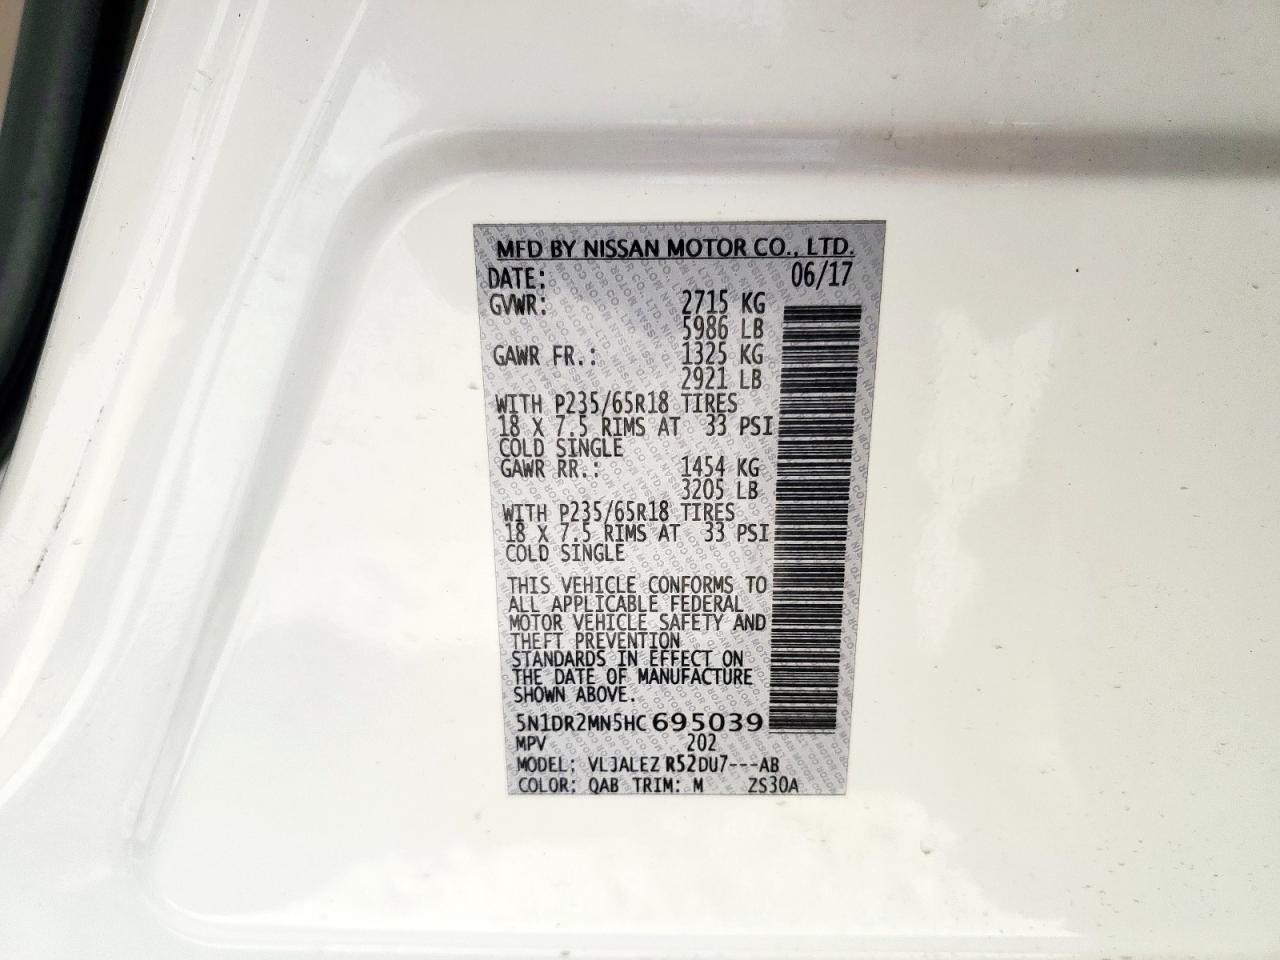 MFD BY NISSAN MOTOR CO., LTD.
DATE: 06/17
GVWR: 2715 KG
5986 LB
GAWR FR.: 1325 KG
2921 LB
WITH P235/65R18 TIRES
18 X 7.5 RIMS AT 33 PSI
COLD SINGLE
GAWR RR.: 1454 KG
3205 LB
WITH P235/65R18 TIRES
18 X 7.5 RIMS AT 33 PSI
COLD SINGLE
THIS VEHICLE CONFORMS TO
ALL APPLICABLE FEDERAL
MOTOR VEHICLE SAFETY AND
THEFT PREVENTION
STANDARDS IN EFFECT ON
THE DATE OF MANUFACTURE
SHOWN ABOVE.
5N1DR2MN5HC695039
MPV 202
MODEL: VLJALEZ R52DU7---AB
COLOR: QAB TRIM: M ZS30A